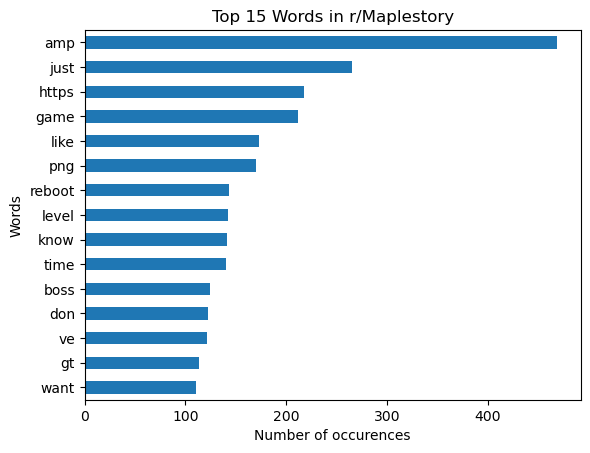 Top 15 Words in r/Maplestory
Words
amp
just
https
game
like
png
reboot
level
know
time
boss
don
ve
gt
want
0 100 200 300 400
Number of occurences